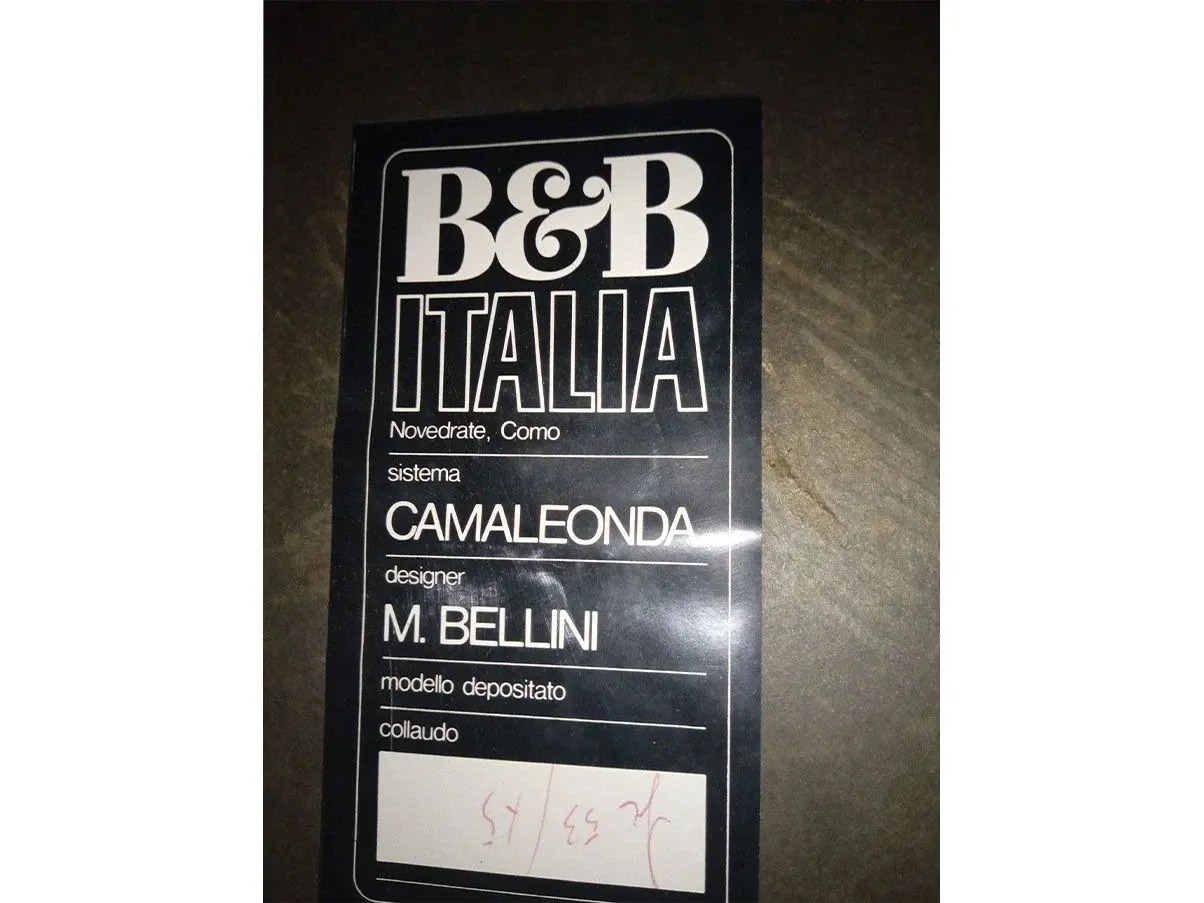 B&B
ITALIA
Novedrate, Como
sistema
CAMALEONDA
designer
M. BELLINI
modello depositato
collaudo